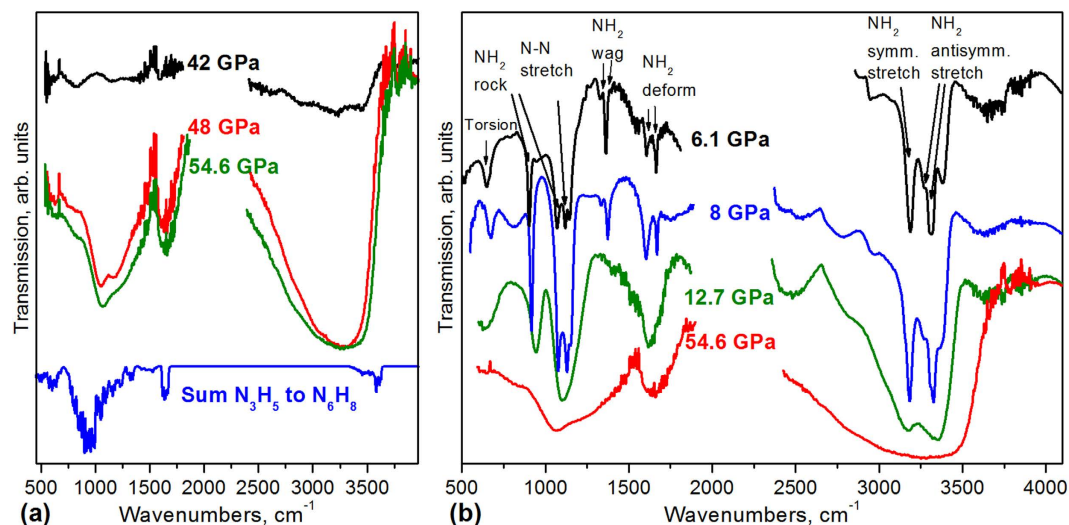 Transmission, arb. units
42 GPa
48 GPa
54.6 GPa
Sum N₃H₅ to N₆H₈
500 1000 1500 2000 2500 3000 3500
(a)
Wavenumbers, cm⁻¹
Transmission, arb. units
Torsion
NH₂
rock
N-N
stretch
NH₂
wag
NH₂
deform
NH₂
symm.
stretch
NH₂
antisymm.
stretch
6.1 GPa
8 GPa
12.7 GPa
54.6 GPa
500 1000 1500 2000 2500 3000 3500 4000
(b)
Wavenumbers, cm⁻¹